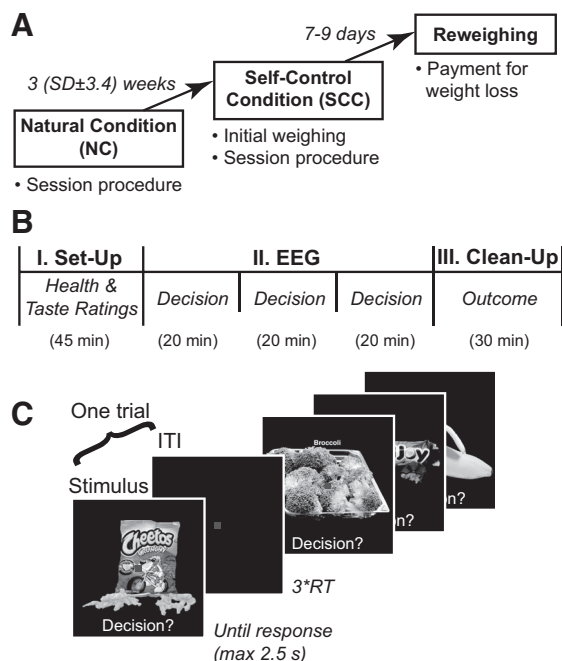 A
7-9 days
Reweighing
• Payment for
weight loss
3 (SD±3.4) weeks
Self-Control
Condition (SCC)
• Initial weighing
• Session procedure
Natural Condition
(NC)
• Session procedure
B
I. Set-Up
II. EEG
III. Clean-Up
Health &
Taste Ratings
Decision
Decision
Decision
Outcome
(45 min)
(20 min)
(20 min)
(20 min)
(30 min)
C
One trial
ITI
Stimulus
Cheetos
Decision?
Broccoli
Decision?
joy
n?
n?
3*RT
Until response
(max 2.5 s)